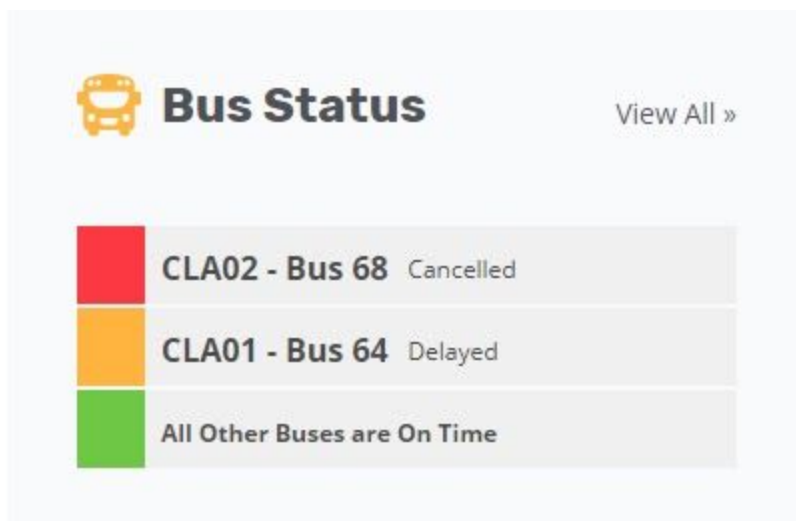 Bus Status
View All »
CLA02 - Bus 68 Cancelled
CLA01 - Bus 64 Delayed
All Other Buses are On Time